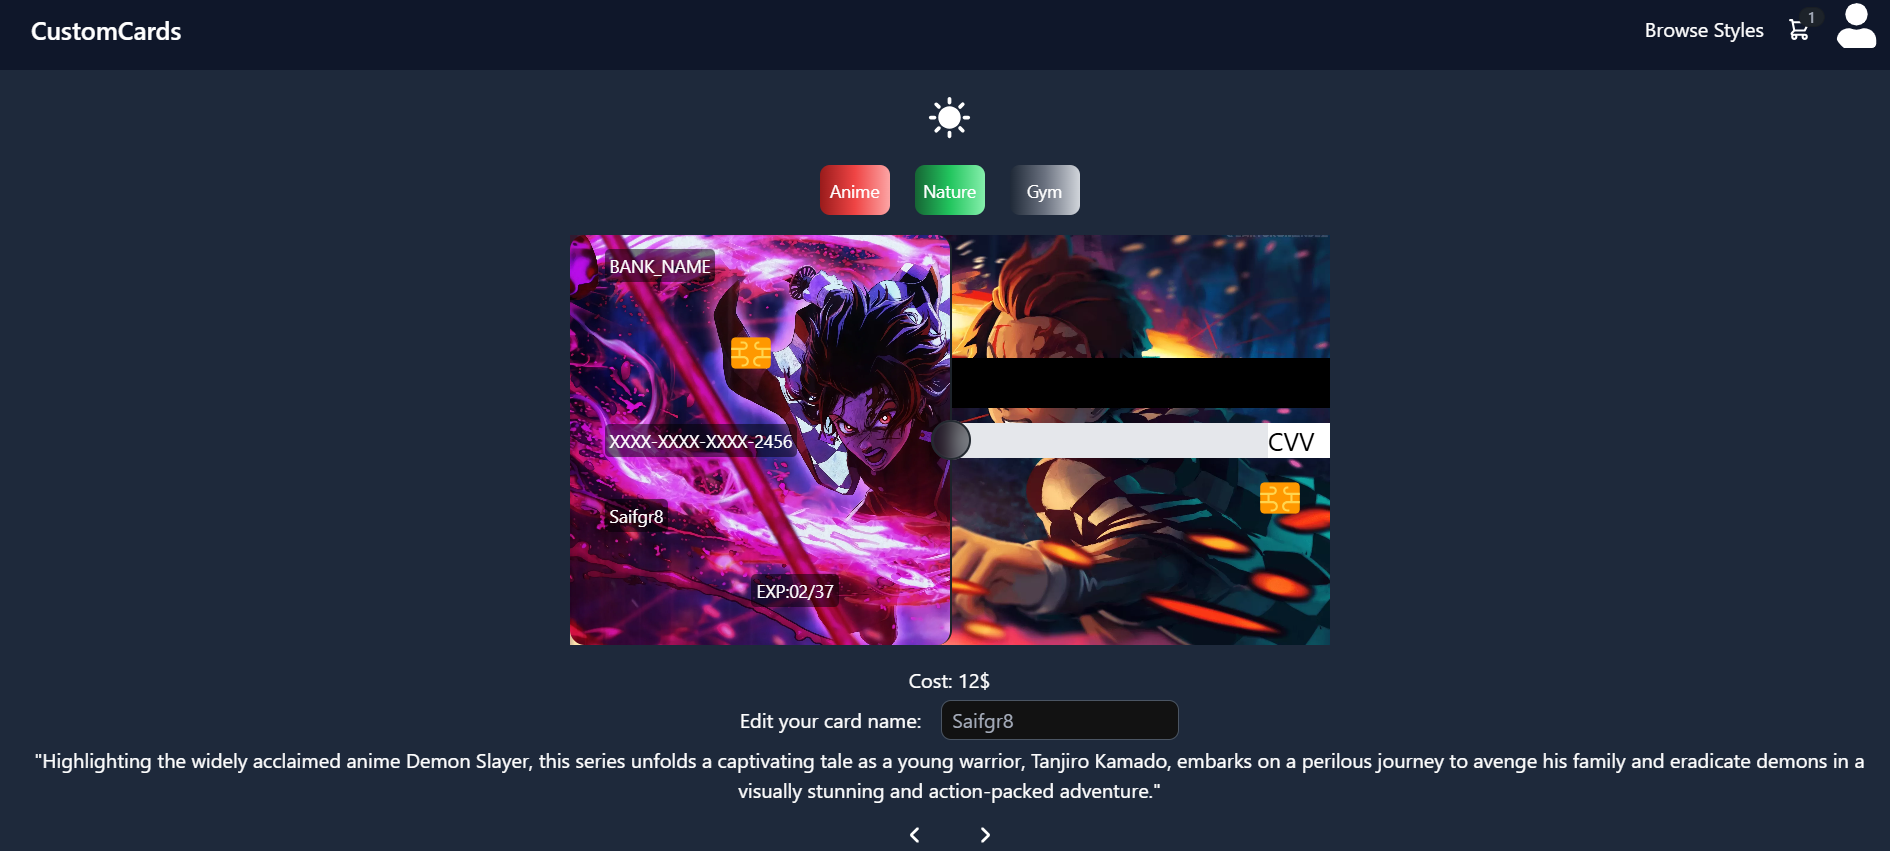 CustomCards
Browse Styles
1
Anime
Nature
Gym
BANK_NAME
XXXX-XXXX-XXXX-2456
CVV
Saifgr8
EXP:02/37
Cost: 12$
Edit your card name:
Saifgr8
"Highlighting the widely acclaimed anime Demon Slayer, this series unfolds a captivating tale as a young warrior, Tanjiro Kamado, embarks on a perilous journey to avenge his family and eradicate demons in a
visually stunning and action-packed adventure."